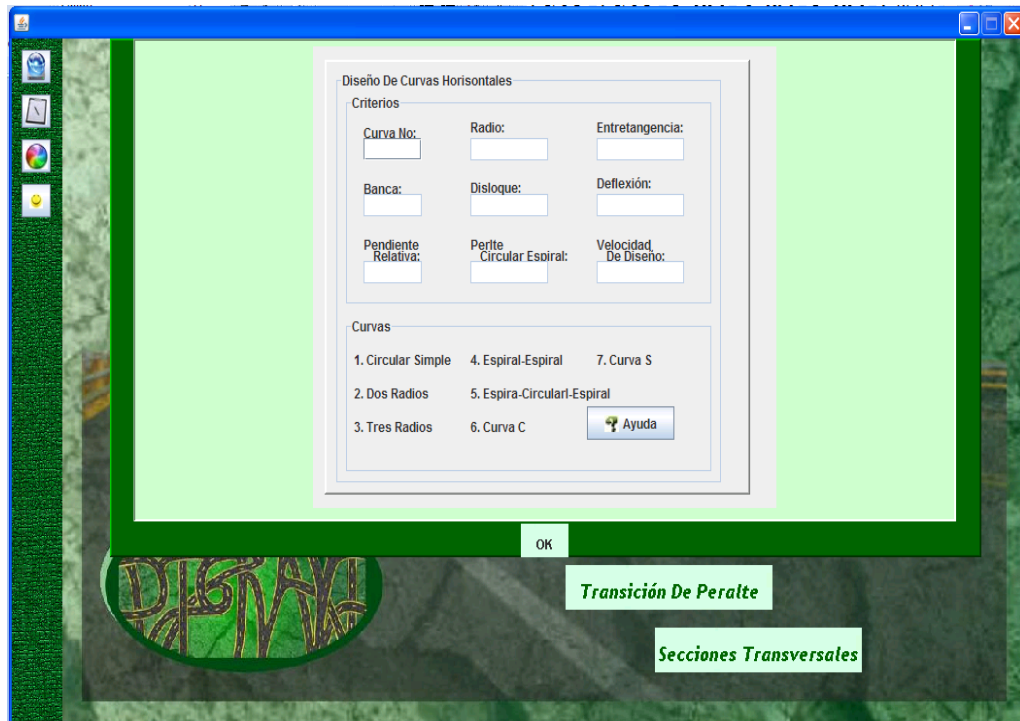 Diseño De Curvas Horisontales
Criterios
Curva No:
Radio:
Entretangencia:
Banca:
Disloque:
Deflexión:
Pendiente
Relativa:
Perlte
Circular Espiral:
Velocidad
De Diseño:
Curvas
1. Circular Simple
4. Espiral-Espiral
7. Curva S
2. Dos Radios
5. Espira-Circularl-Espiral
3. Tres Radios
6. Curva C
Ayuda
OK
Transición De Peralte
Secciones Transversales